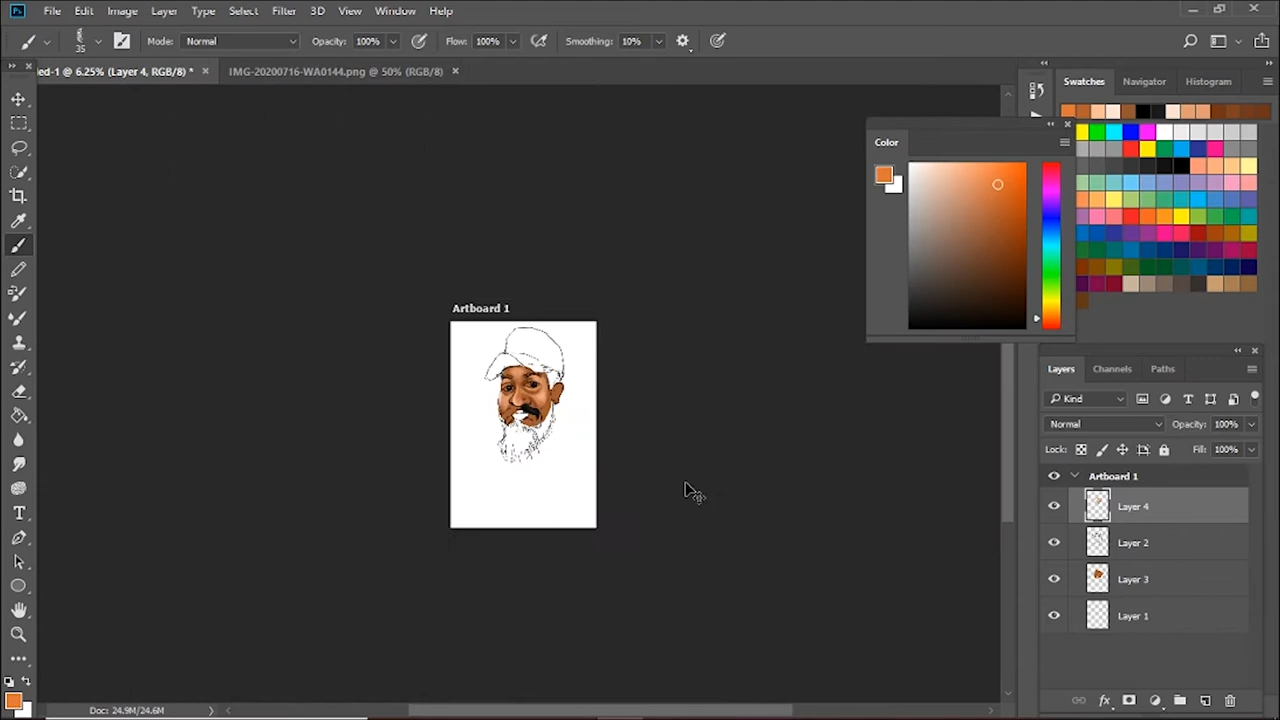 Ps File Edit Image Layer Type Select Filter 3D View Window Help
35 Mode: Normal Opacity: 100% Flow: 100% Smoothing: 10%
ed-1 @ 6.25% (Layer 4, RGB/8) * × IMG-20200716-WA0144.png @ 50% (RGB/8) ×
Swatches Navigator Histogram
Color
Artboard 1
Layers Channels Paths
Kind
Normal Opacity: 100%
Lock: Fill: 100%
Artboard 1
Layer 4
Layer 2
Layer 3
Layer 1
Doc: 24.9M/24.6M